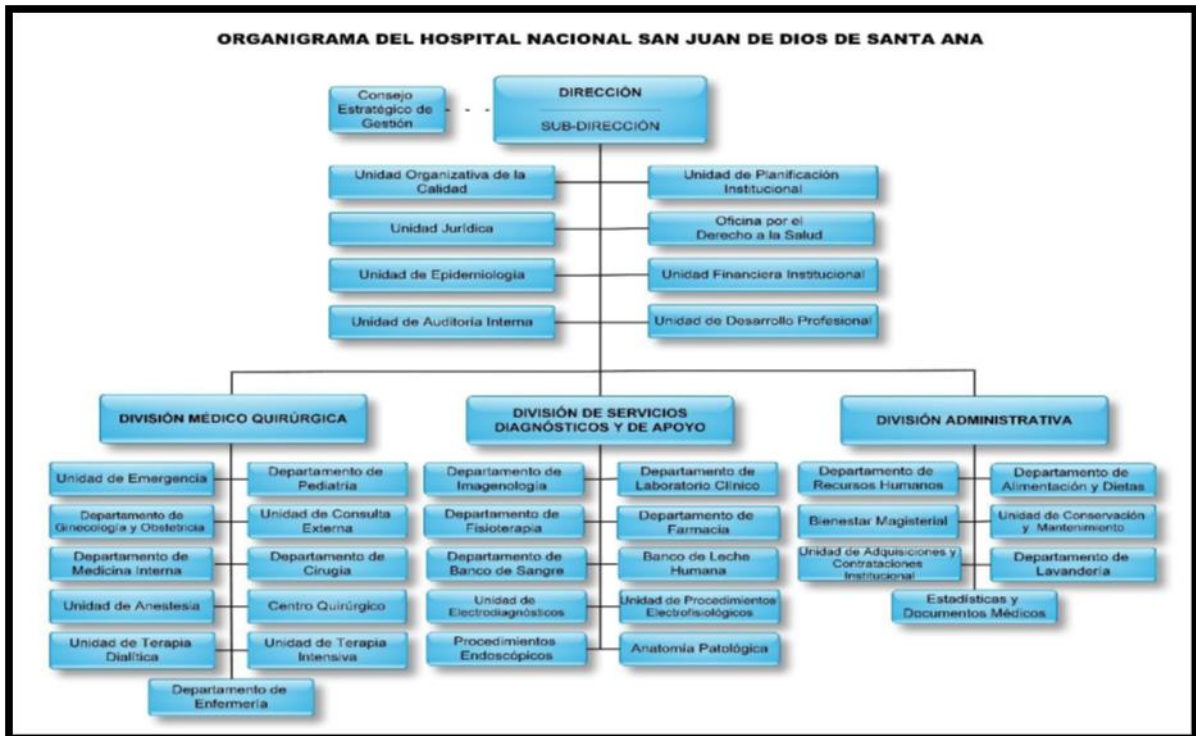 ORGANIGRAMA DEL HOSPITAL NACIONAL SAN JUAN DE DIOS DE SANTA ANA
Consejo
Estratégico de
Gestión
DIRECCIÓN
SUB-DIRECCIÓN
Unidad Organizativa de la
Calidad
Unidad de Planificación
Institucional
Unidad Jurídica
Oficina por el
Derecho a la Salud
Unidad de Epidemiología
Unidad Financiera Institucional
Unidad de Auditoría Interna
Unidad de Desarrollo Profesional
DIVISIÓN MÉDICO QUIRÚRGICA
DIVISIÓN DE SERVICIOS
DIAGNÓSTICOS Y DE APOYO
DIVISIÓN ADMINISTRATIVA
Unidad de Emergencia
Departamento de
Pediatría
Departamento de
Ginecología y Obstetricia
Unidad de Consulta
Externa
Departamento de
Medicina Interna
Departamento de
Cirugía
Unidad de Anestesia
Centro Quirúrgico
Unidad de Terapia
Dialítica
Unidad de Terapia
Intensiva
Departamento de
Enfermería
Departamento de
Imagenología
Departamento de
Laboratorio Clínico
Departamento de
Fisioterapia
Departamento de
Farmacia
Departamento de
Banco de Sangre
Banco de Leche
Humana
Unidad de
Electrodiagnósticos
Unidad de Procedimientos
Electrofisiológicos
Procedimientos
Endoscópicos
Anatomía Patológica
Departamento de
Recursos Humanos
Departamento de
Alimentación y Dietas
Bienestar Magisterial
Unidad de Conservación
y Mantenimiento
Unidad de Adquisiciones y
Contrataciones
Institucional
Departamento de
Lavandería
Estadísticas y
Documentos Médicos